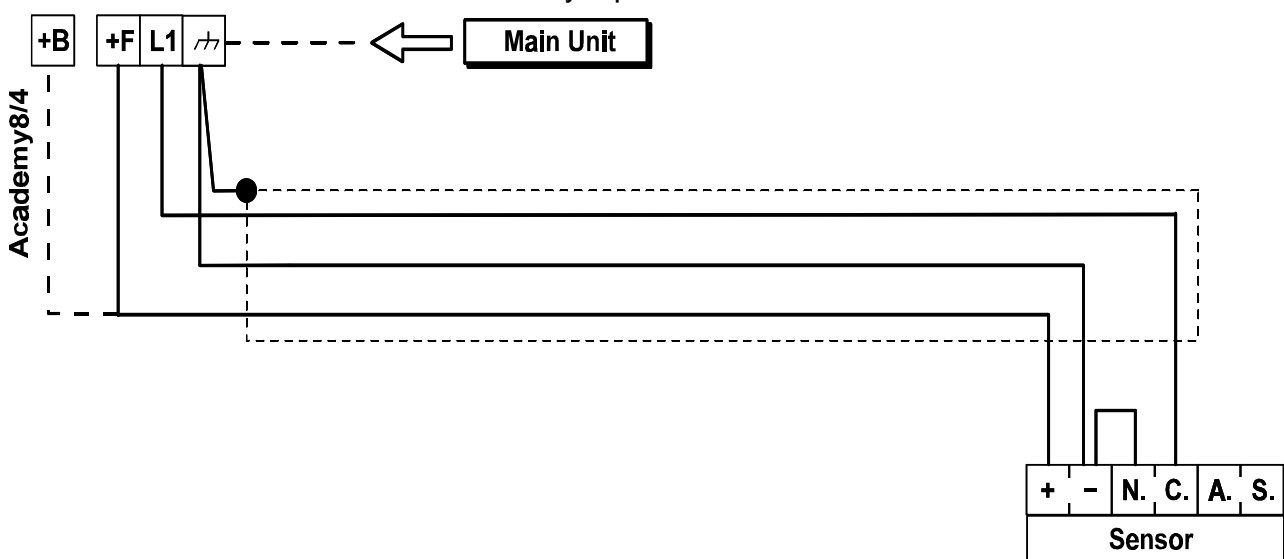 +B +F L1
Main Unit
Academy8/4
+ – N. C. A. S.
Sensor